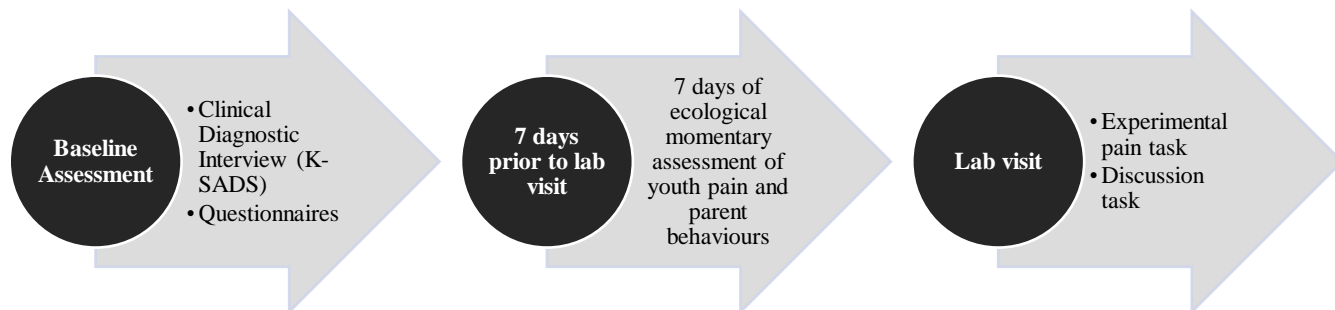 Baseline
Assessment
•Clinical
Diagnostic
Interview (K-
SADS)
•Questionnaires
7 days
prior to lab
visit
7 days of
ecological
momentary
assessment of
youth pain and
parent
behaviours
Lab visit
•Experimental
pain task
•Discussion
task